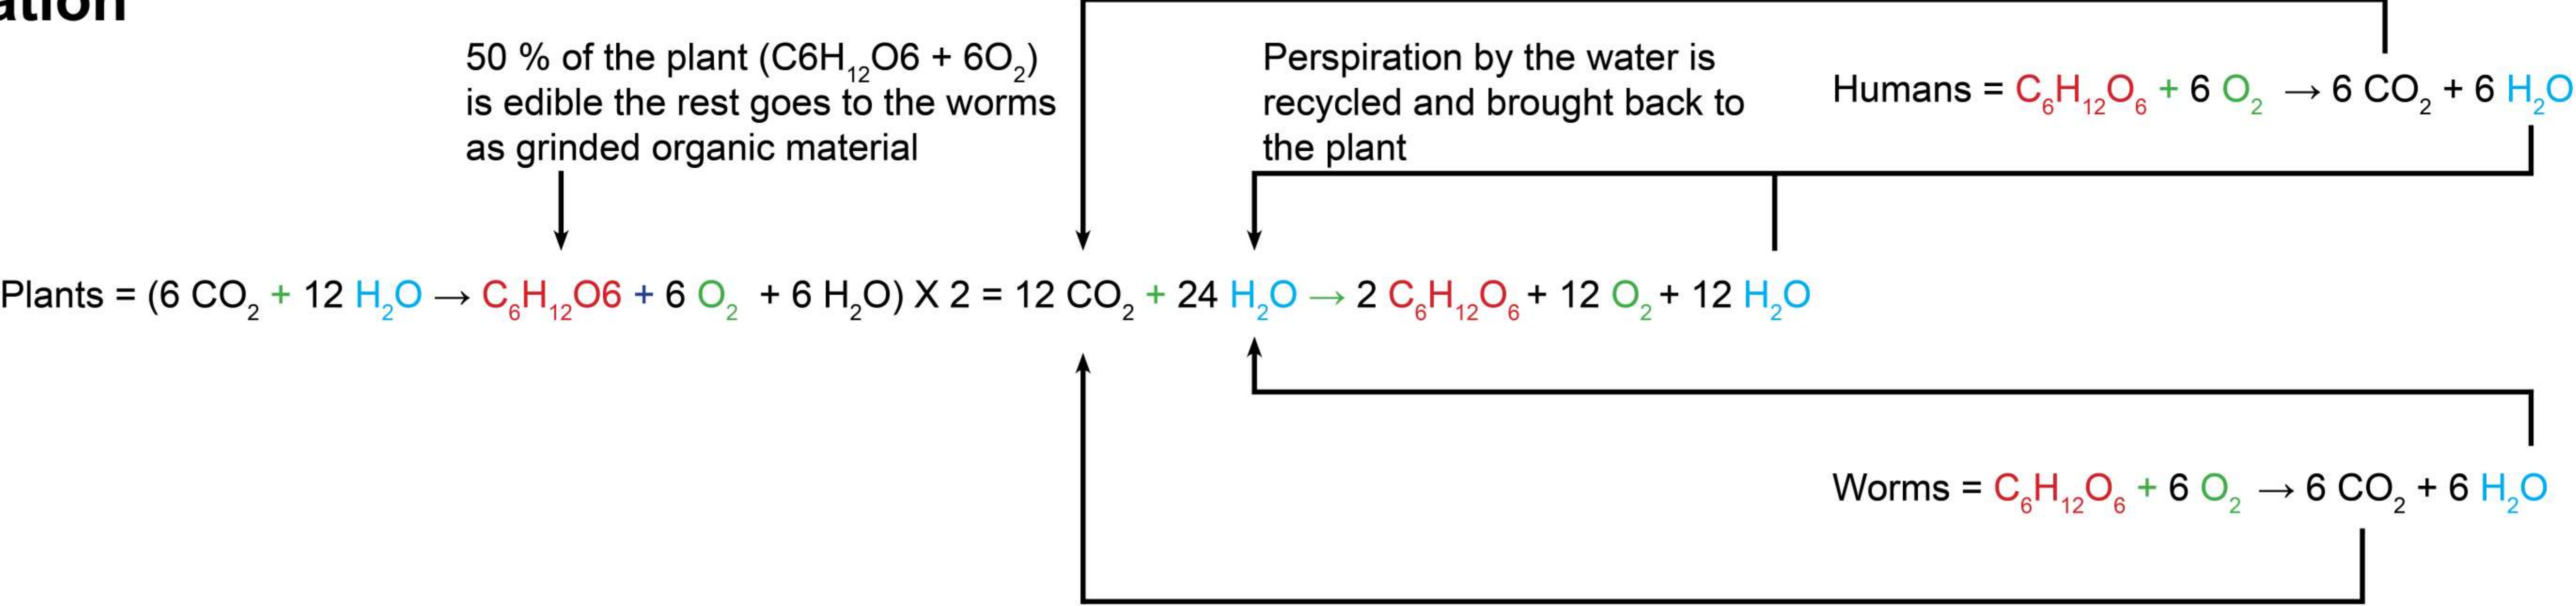 ation
50 % of the plant (C6H₁₂O6 + 6O₂)
is edible the rest goes to the worms
as grinded organic material
Perspiration by the water is
recycled and brought back to
the plant
Humans = C₆H₁₂O₆ + 6 O₂ → 6 CO₂ + 6 H₂O
Plants = (6 CO₂ + 12 H₂O → C₆H₁₂O6 + 6 O₂ + 6 H₂O) X 2 = 12 CO₂ + 24 H₂O → 2 C₆H₁₂O₆ + 12 O₂ + 12 H₂O
Worms = C₆H₁₂O₆ + 6 O₂ → 6 CO₂ + 6 H₂O